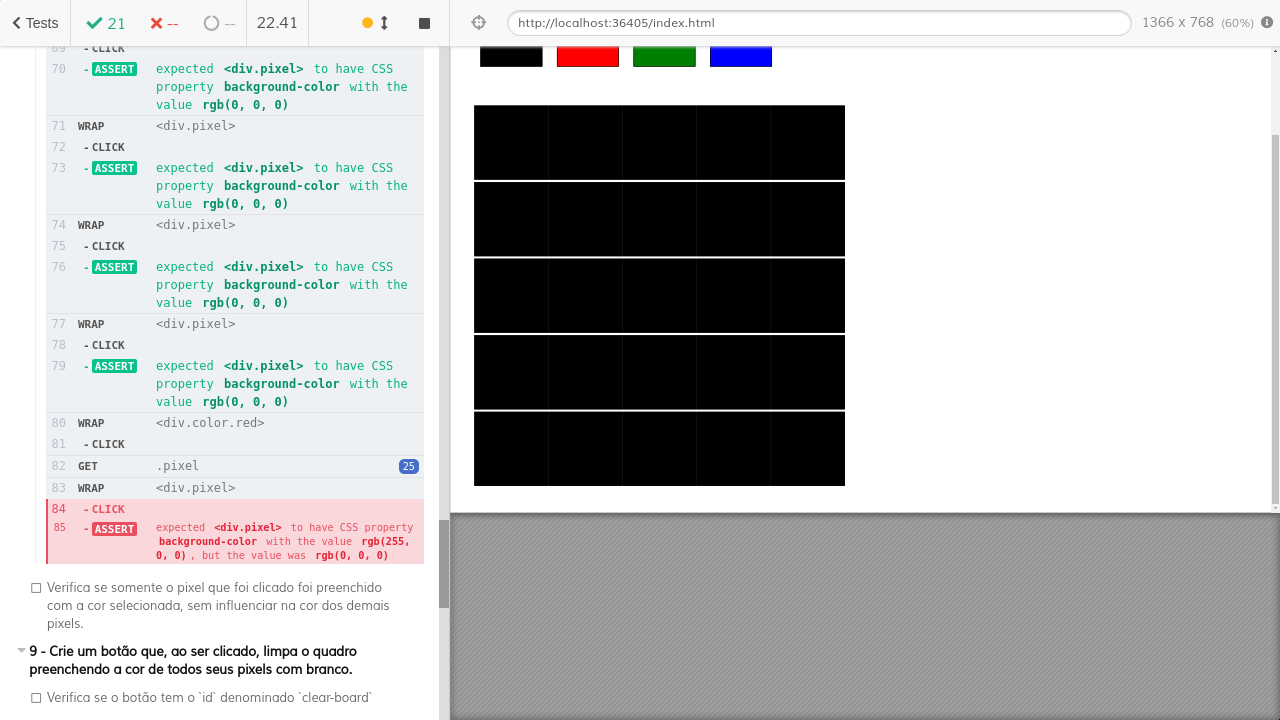 Tests
21
--
--
22.41
http://localhost:36405/index.html
1366 x 768 (60%)
69 - CLICK
70 - ASSERT expected <div.pixel> to have CSS
property background-color with the
value rgb(0, 0, 0)
71 WRAP <div.pixel>
72 - CLICK
73 - ASSERT expected <div.pixel> to have CSS
property background-color with the
value rgb(0, 0, 0)
74 WRAP <div.pixel>
75 - CLICK
76 - ASSERT expected <div.pixel> to have CSS
property background-color with the
value rgb(0, 0, 0)
77 WRAP <div.pixel>
78 - CLICK
79 - ASSERT expected <div.pixel> to have CSS
property background-color with the
value rgb(0, 0, 0)
80 WRAP <div.color.red>
81 - CLICK
82 GET .pixel 25
83 WRAP <div.pixel>
84 - CLICK
85 - ASSERT expected <div.pixel> to have CSS property
background-color with the value rgb(255,
0, 0), but the value was rgb(0, 0, 0)
Verifica se somente o pixel que foi clicado foi preenchido
com a cor selecionada, sem influenciar na cor dos demais
pixels.
9 - Crie um botão que, ao ser clicado, limpa o quadro
preenchendo a cor de todos seus pixels com branco.
Verifica se o botão tem o `id` denominado `clear-board`